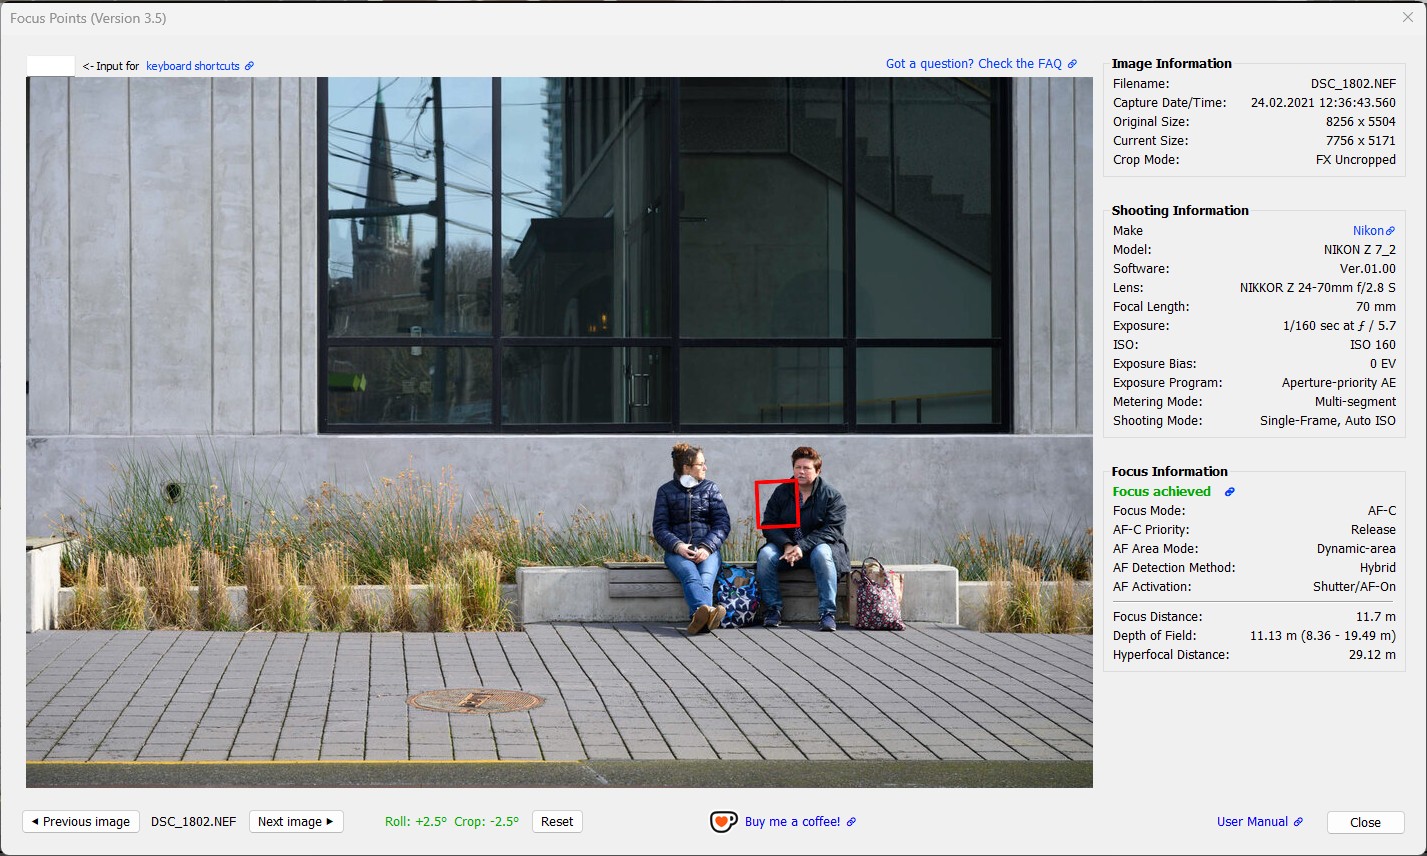 Focus Points (Version 3.5)
<- Input for keyboard shortcuts
Got a question? Check the FAQ
Image Information
Filename: DSC_1802.NEF
Capture Date/Time: 24.02.2021 12:36:43.560
Original Size: 8256 x 5504
Current Size: 7756 x 5171
Crop Mode: FX Uncropped
Shooting Information
Make Nikon
Model: NIKON Z 7_2
Software: Ver.01.00
Lens: NIKKOR Z 24-70mm f/2.8 S
Focal Length: 70 mm
Exposure: 1/160 sec at ƒ / 5.7
ISO: ISO 160
Exposure Bias: 0 EV
Exposure Program: Aperture-priority AE
Metering Mode: Multi-segment
Shooting Mode: Single-Frame, Auto ISO
Focus Information
Focus achieved
Focus Mode: AF-C
AF-C Priority: Release
AF Area Mode: Dynamic-area
AF Detection Method: Hybrid
AF Activation: Shutter/AF-On
Focus Distance: 11.7 m
Depth of Field: 11.13 m (8.36 - 19.49 m)
Hyperfocal Distance: 29.12 m
Previous image DSC_1802.NEF Next image Roll: +2.5° Crop: -2.5° Reset Buy me a coffee! User Manual Close